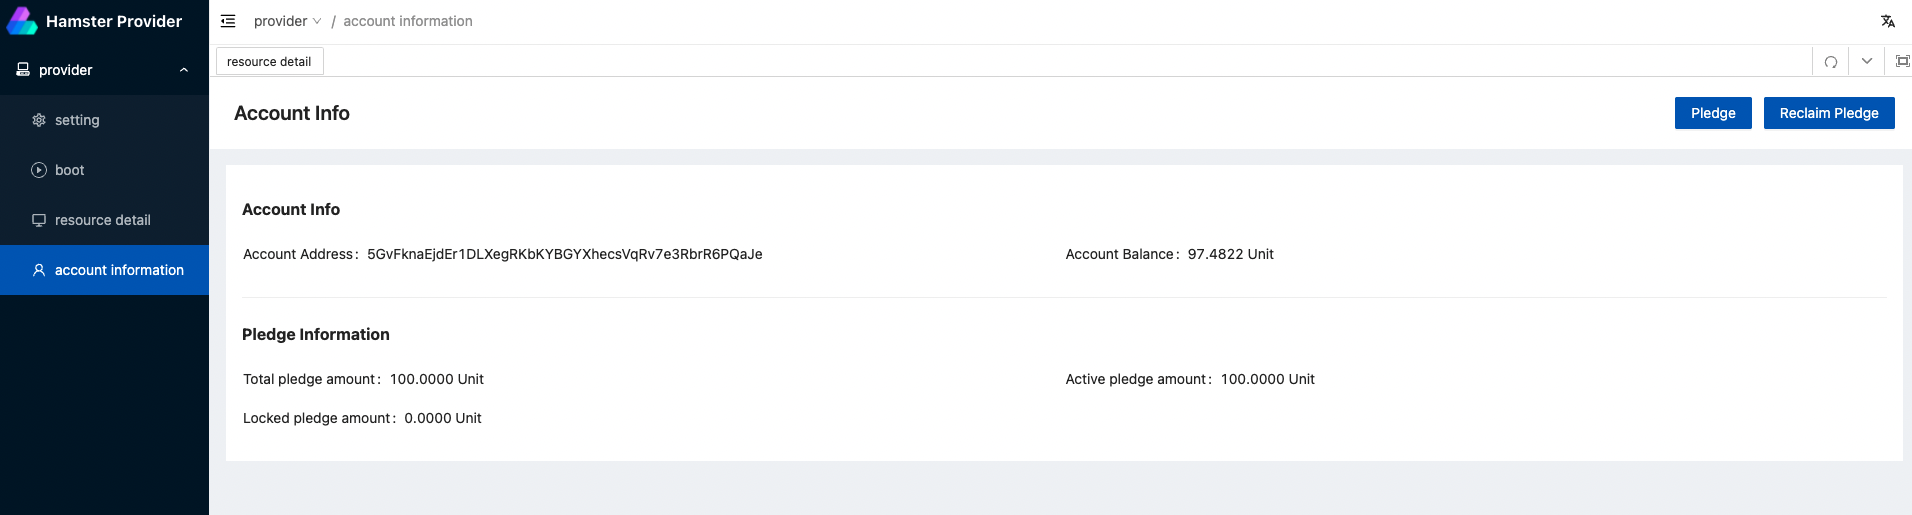 Hamster Provider
provider / account information
provider
resource detail
setting
boot
resource detail
account information
Account Info
Pledge
Reclaim Pledge
Account Info
Account Address: 5GvFknaEjdEr1DLXegRKbKYBGYXhecsVqRv7e3RbrR6PQaJe
Account Balance: 97.4822 Unit
Pledge Information
Total pledge amount: 100.0000 Unit
Active pledge amount: 100.0000 Unit
Locked pledge amount: 0.0000 Unit